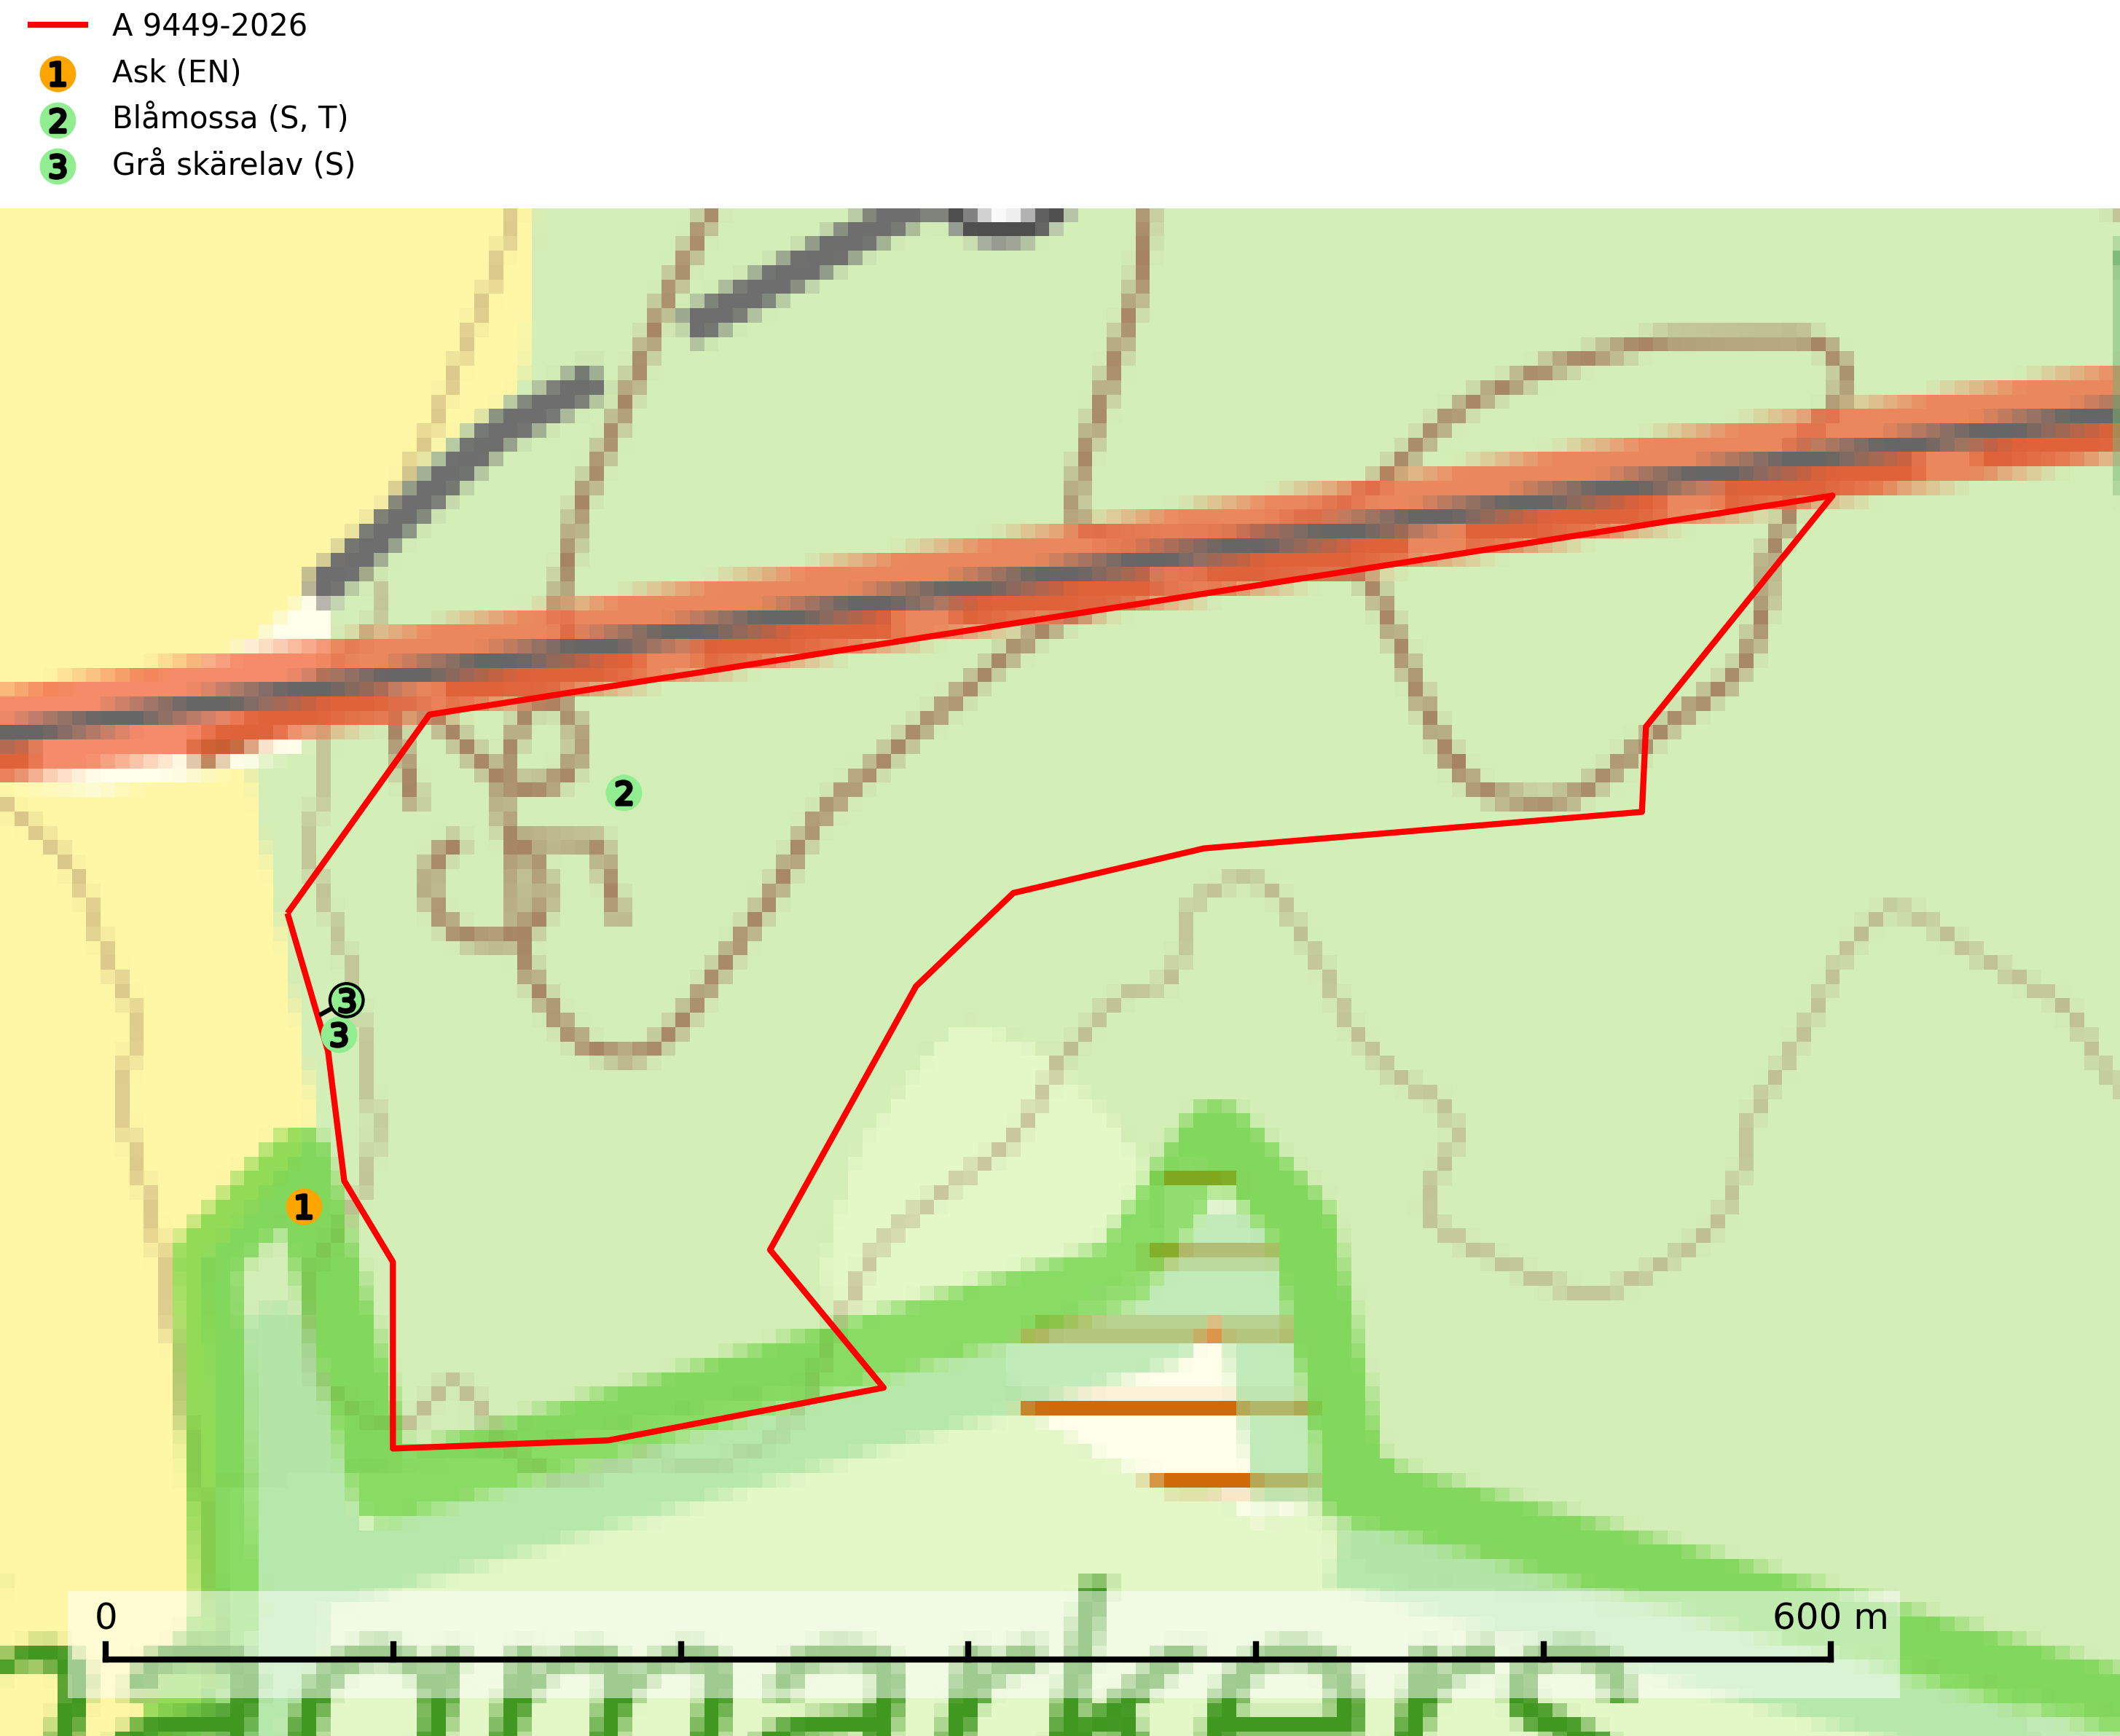 A 9449-2026
1 Ask (EN)
2 Blåmossa (S, T)
3 Grå skärelav (S)
2
3
3
1
0 600 m